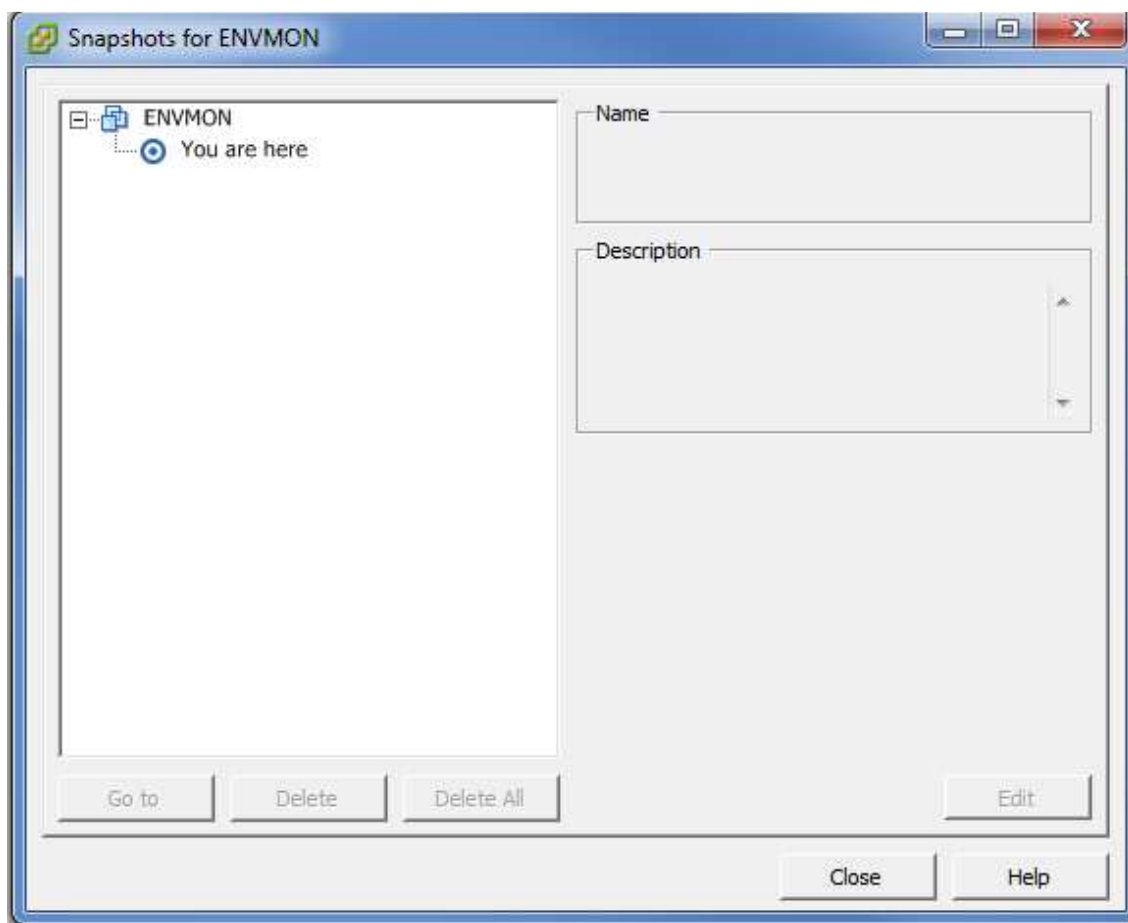 Snapshots for ENVMON
ENVMON
You are here
Name
Description
Go to
Delete
Delete All
Edit
Close
Help